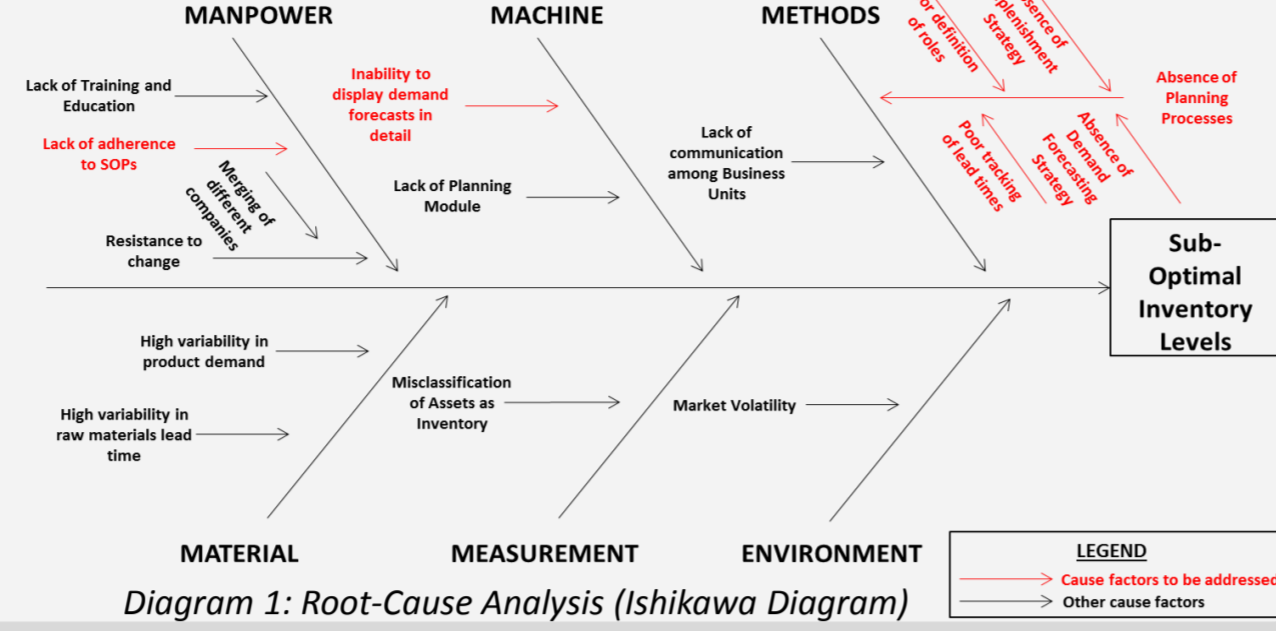 MANPOWER
MACHINE
METHODS
definition
of roles
Strategy
Lack of Training and
Education
Lack of adherence
to SOPs
Merging of
different
companies
Resistance to
change
Inability to
display demand
forecasts in
detail
Lack of Planning
Module
Lack of
communication
among Business
Units
Poor tracking
of lead times
Absence of
Demand
Forecasting
Strategy
Absence of
Planning
Processes
Sub-
Optimal
Inventory
Levels
High variability in
product demand
High variability in
raw materials lead
time
Misclassification
of Assets as
Inventory
Market Volatility
MATERIAL
MEASUREMENT
ENVIRONMENT
LEGEND
Cause factors to be addressed
Other cause factors
Diagram 1: Root-Cause Analysis (Ishikawa Diagram)